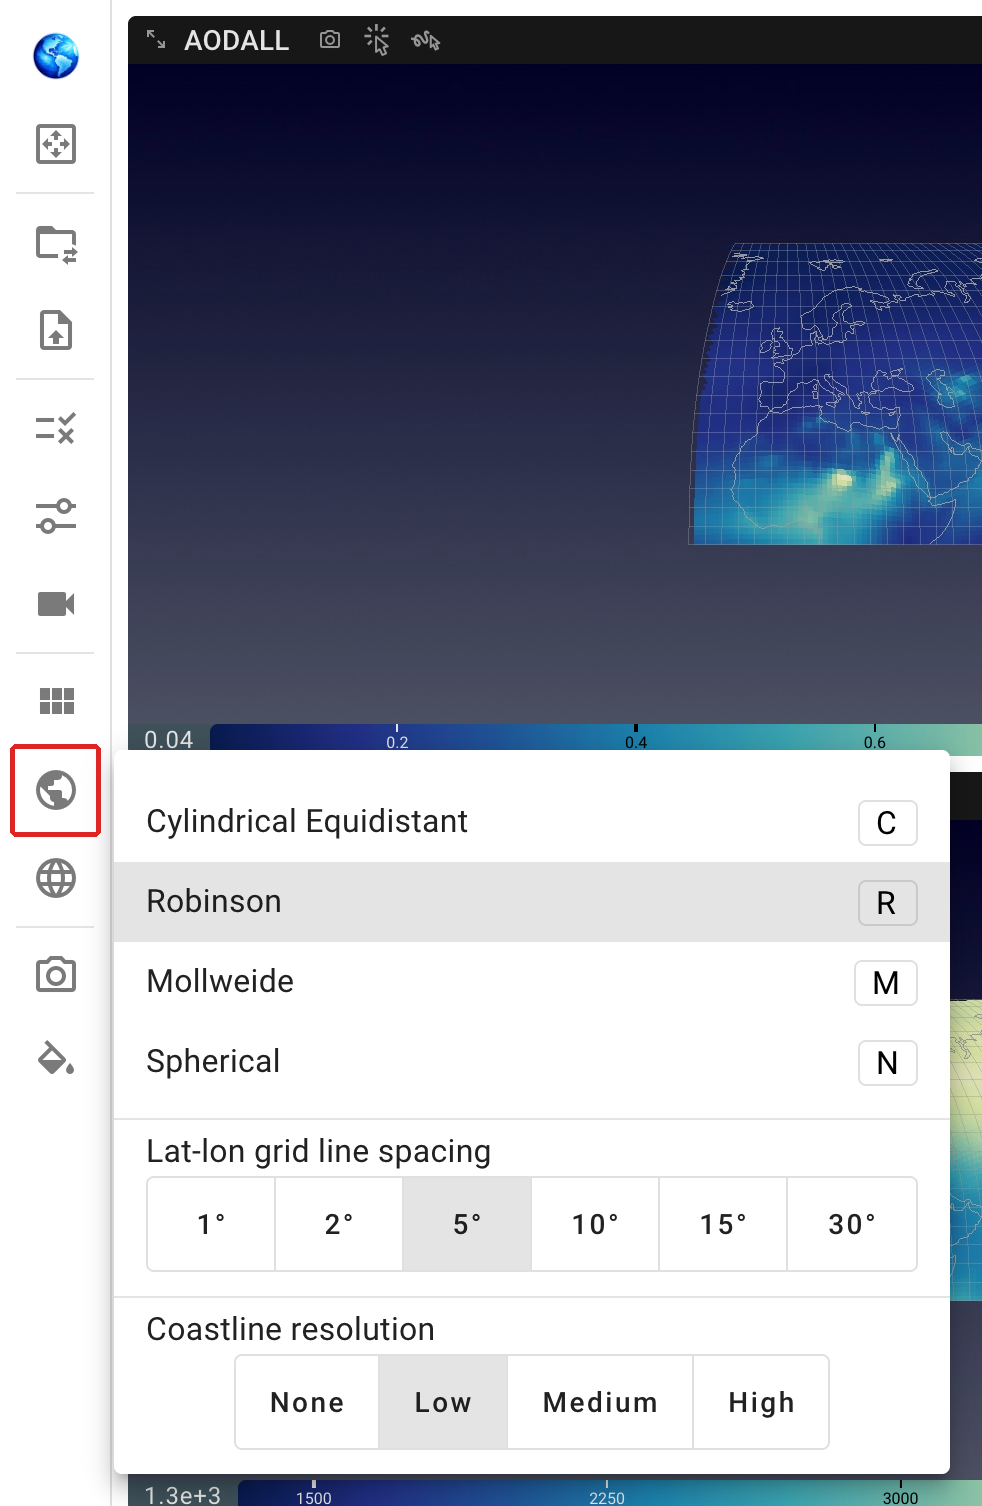 AODALL
0.04
0.2
0.4
0.6
Cylindrical Equidistant C
Robinson R
Mollweide M
Spherical N
Lat-lon grid line spacing
1° 2° 5° 10° 15° 30°
Coastline resolution
None Low Medium High
1.3e+3
1500
2250
3000